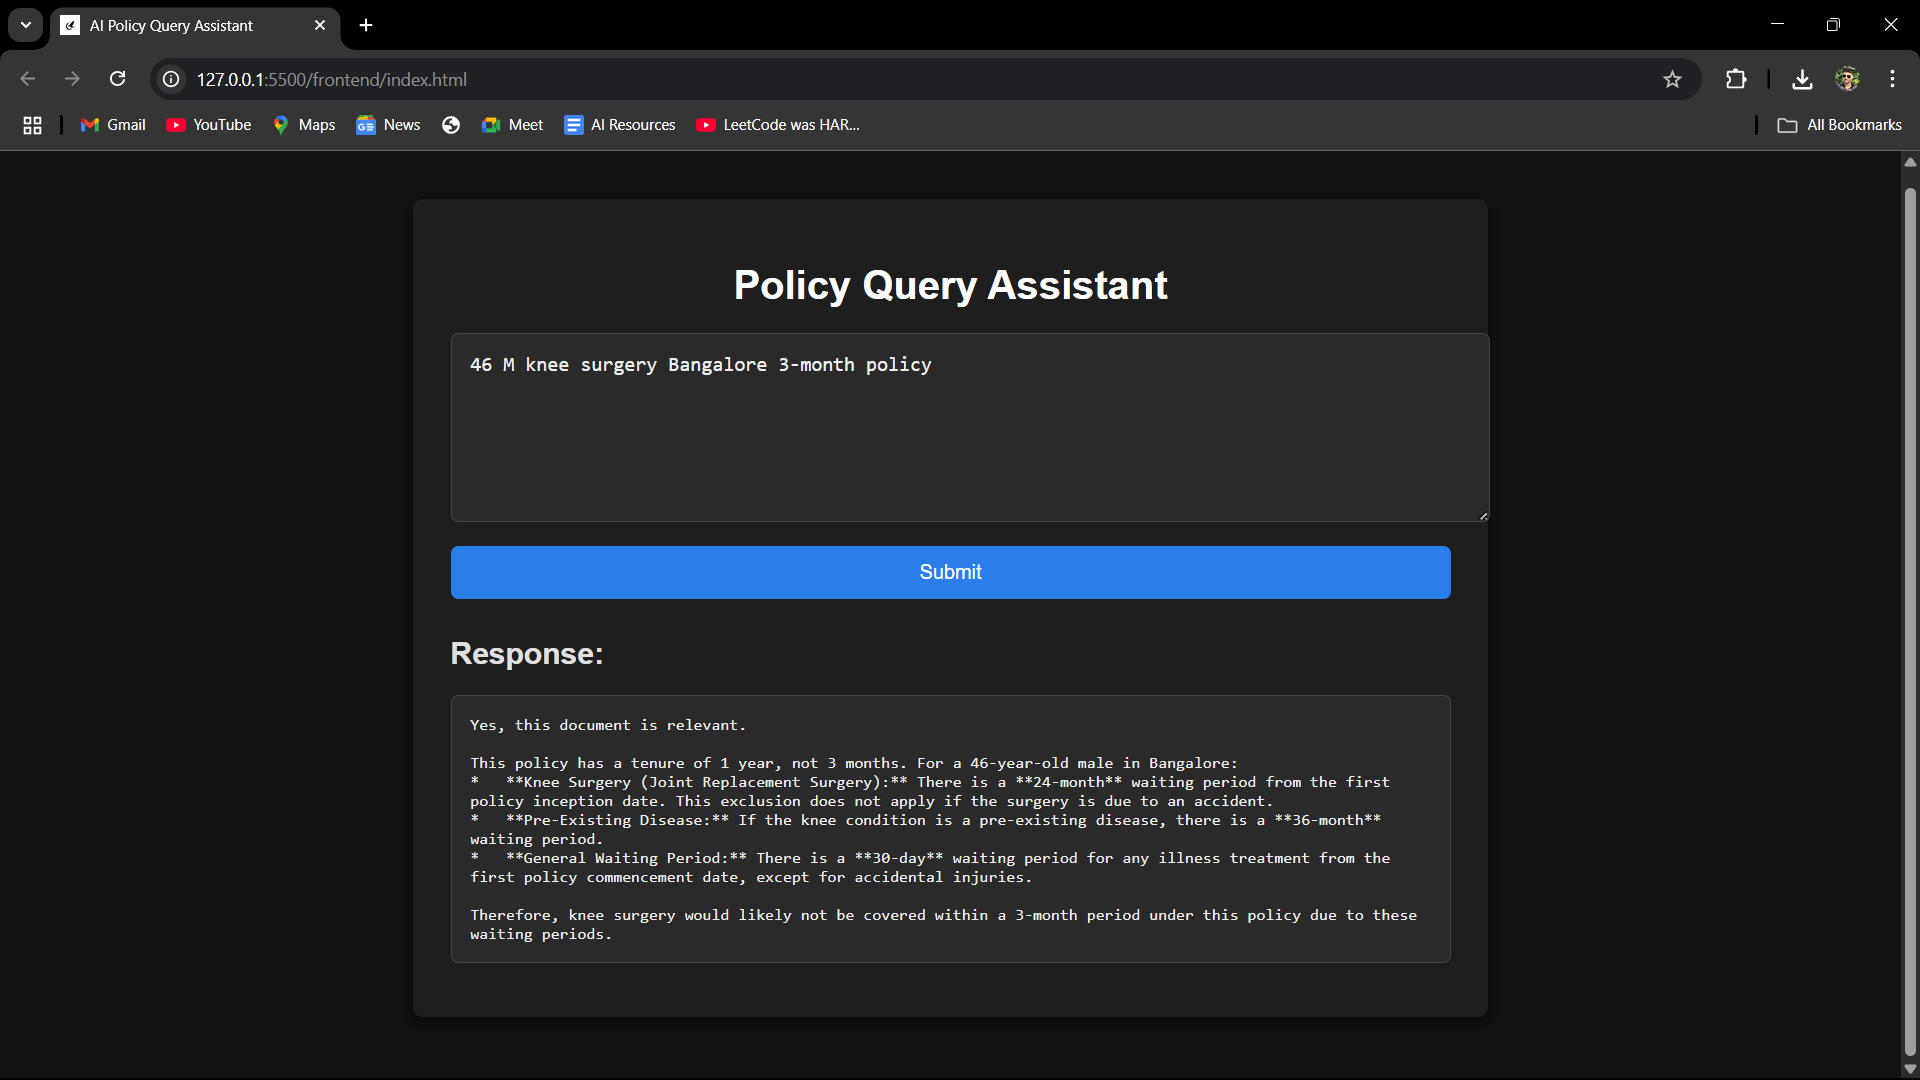 AI Policy Query Assistant
127.0.0.1:5500/frontend/index.html
Gmail YouTube Maps News Meet AI Resources LeetCode was HAR... All Bookmarks
Policy Query Assistant
46 M knee surgery Bangalore 3-month policy
Submit
Response:
Yes, this document is relevant.
This policy has a tenure of 1 year, not 3 months. For a 46-year-old male in Bangalore:
*   **Knee Surgery (Joint Replacement Surgery):** There is a **24-month** waiting period from the first
policy inception date. This exclusion does not apply if the surgery is due to an accident.
*   **Pre-Existing Disease:** If the knee condition is a pre-existing disease, there is a **36-month**
waiting period.
*   **General Waiting Period:** There is a **30-day** waiting period for any illness treatment from the
first policy commencement date, except for accidental injuries.
Therefore, knee surgery would likely not be covered within a 3-month period under this policy due to these
waiting periods.